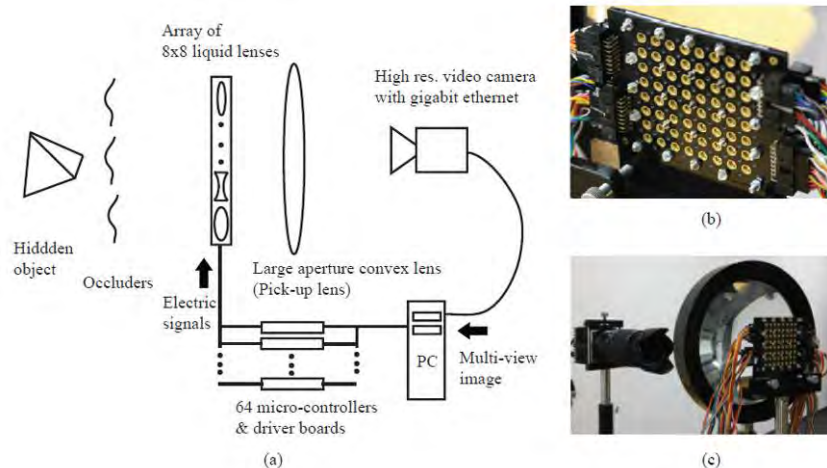 Array of
8x8 liquid lenses
High res. video camera
with gigabit ethernet
Hiddden
object
Occluders
Electric
signals
Large aperture convex lens
(Pick-up lens)
PC
Multi-view
image
64 micro-controllers
& driver boards
(a)
(b)
(c)